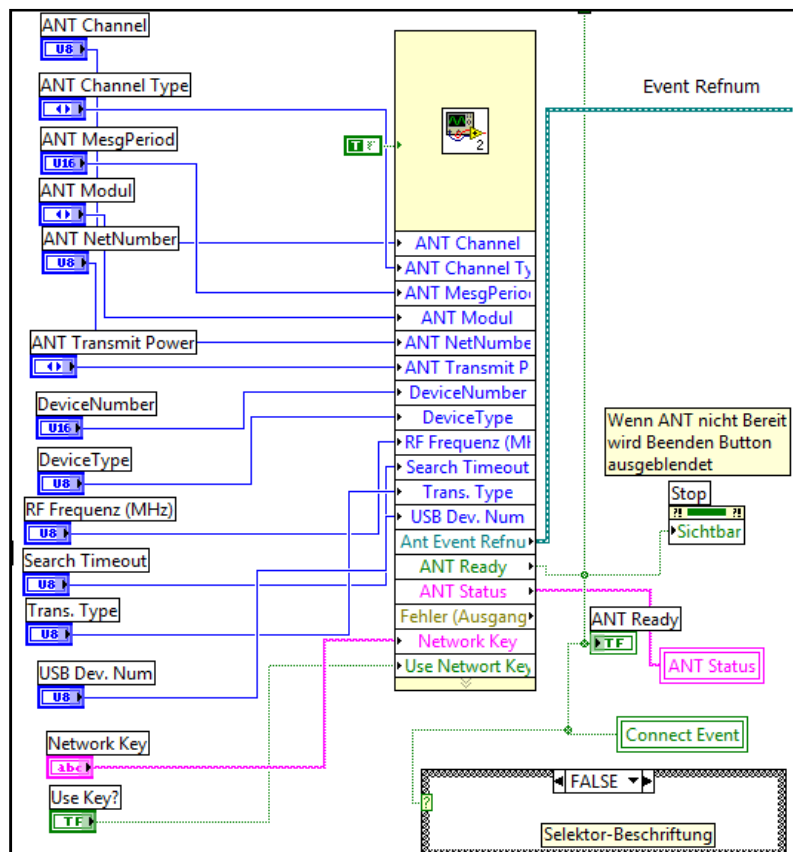 ANT Channel
U8
ANT Channel Type
ANT MesgPeriod
U16
ANT Modul
ANT NetNumber
U8
ANT Transmit Power
DeviceNumber
U16
DeviceType
U8
RF Frequenz (MHz)
U8
Search Timeout
U8
Trans. Type
U8
USB Dev. Num
U8
Network Key
abc
Use Key?
TF
T
2
ANT Channel
ANT Channel Ty
ANT MesgPerio
ANT Modul
ANT NetNumbe
ANT Transmit P
DeviceNumber
DeviceType
RF Frequenz (MH
Search Timeout
Trans. Type
USB Dev. Num
Ant Event Refnu
ANT Ready
ANT Status
Fehler (Ausgang
Network Key
Use Networt Key
Event Refnum
Wenn ANT nicht Bereit
wird Beenden Button
ausgeblendet
Stop
?! ?!
Sichtbar
ANT Ready
TF
ANT Status
Connect Event
FALSE
?
Selektor-Beschriftung